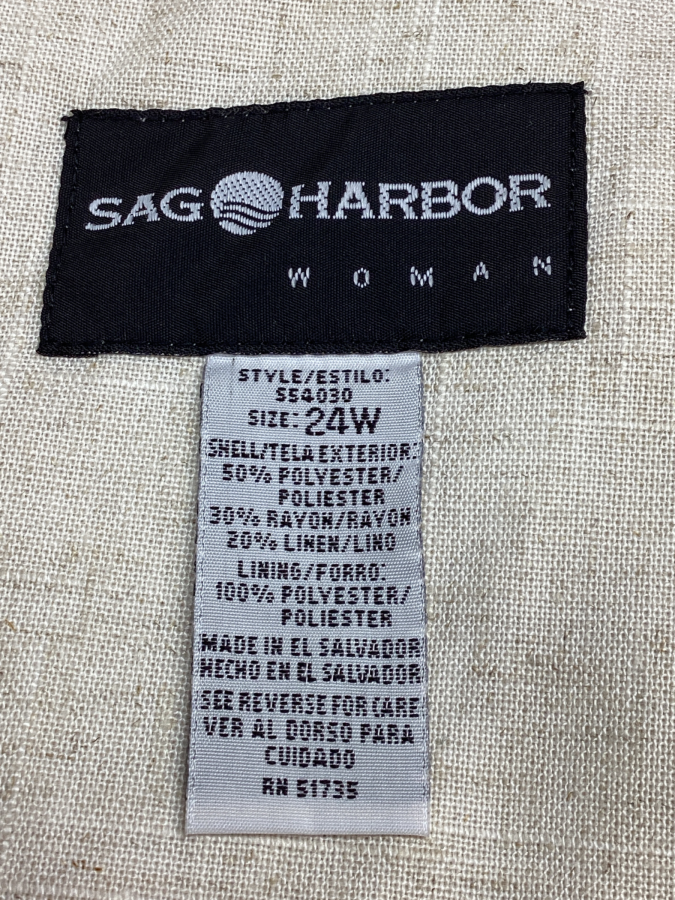 SAG HARBOR
WOMAN
STYLE/ESTILO:
S54030
SIZE: 24W
SHELL/TELA EXTERIOR:
50% POLYESTER/
POLIESTER
30% RAYON/RAYON
20% LINEN/LINO
LINING/FORRO:
100% POLYESTER/
POLIESTER
MADE IN EL SALVADOR
HECHO EN EL SALVADOR
SEE REVERSE FOR CARE
VER AL DORSO PARA
CUIDADO
RN 51735